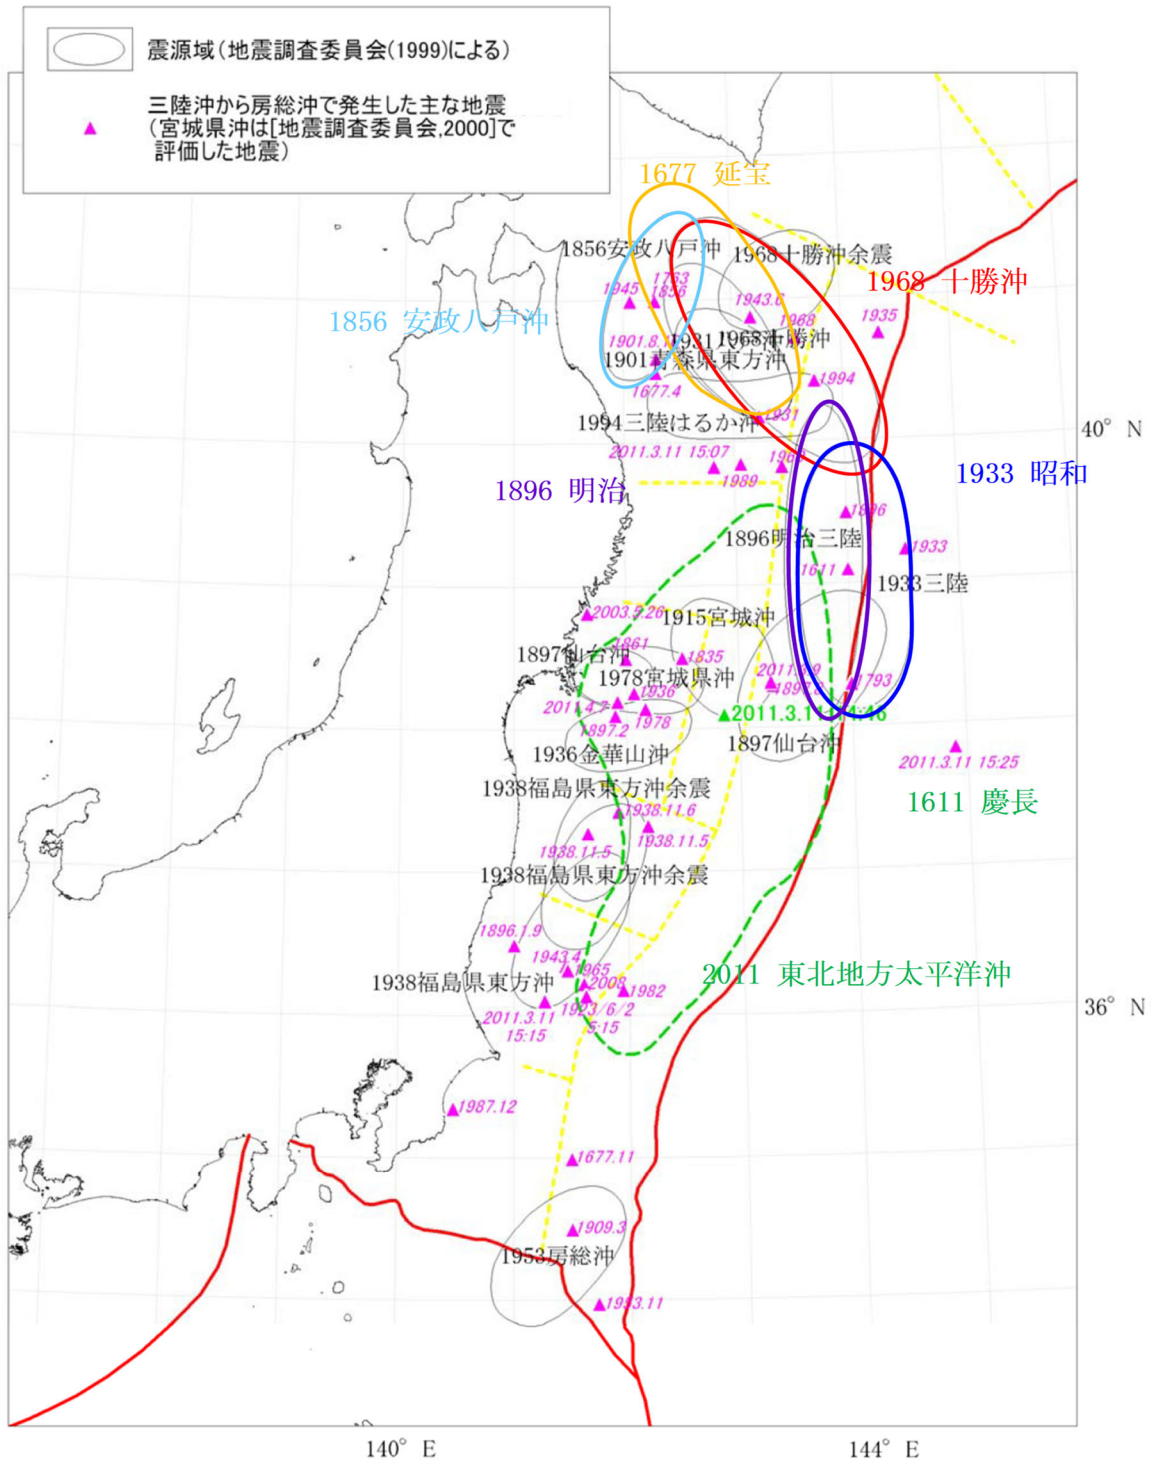 震源域(地震調査委員会(1999)による)
三陸沖から房総沖で発生した主な地震
(宮城県沖は[地震調査委員会,2000]で
評価した地震)
1677 延宝
1856安政八戸沖
1968十勝沖余震
1968 十勝沖
1763
1945
1856
1943.6
1935
1856 安政八戸沖
1968
1968十勝沖
1901青森県東方沖
1994
1677.4
1931
1994三陸はるか沖
40° N
2011.3.11 15:07
1989
1933 昭和
1896 明治
1896
1896明治三陸
1933
1611
1933三陸
2003.5.26
1915宮城沖
1861
1897仙台沖
1835
1978宮城県沖
1936
1793
2011.4.7
1978
1897.2
1897仙台沖
1936金華山沖
2011.3.11 15:25
1938福島県東方沖余震
1611 慶長
1938.11.6
1938.11.5
1938.11.5
1938福島県東方沖余震
1896.1.9
1943.4
1965
2011 東北地方太平洋沖
1938福島県東方沖
2008
1982
36° N
2011.3.11
15:15
1923/6/2
5:15
1987.12
1677.11
1909.3
1953房総沖
1953.11
140° E
144° E